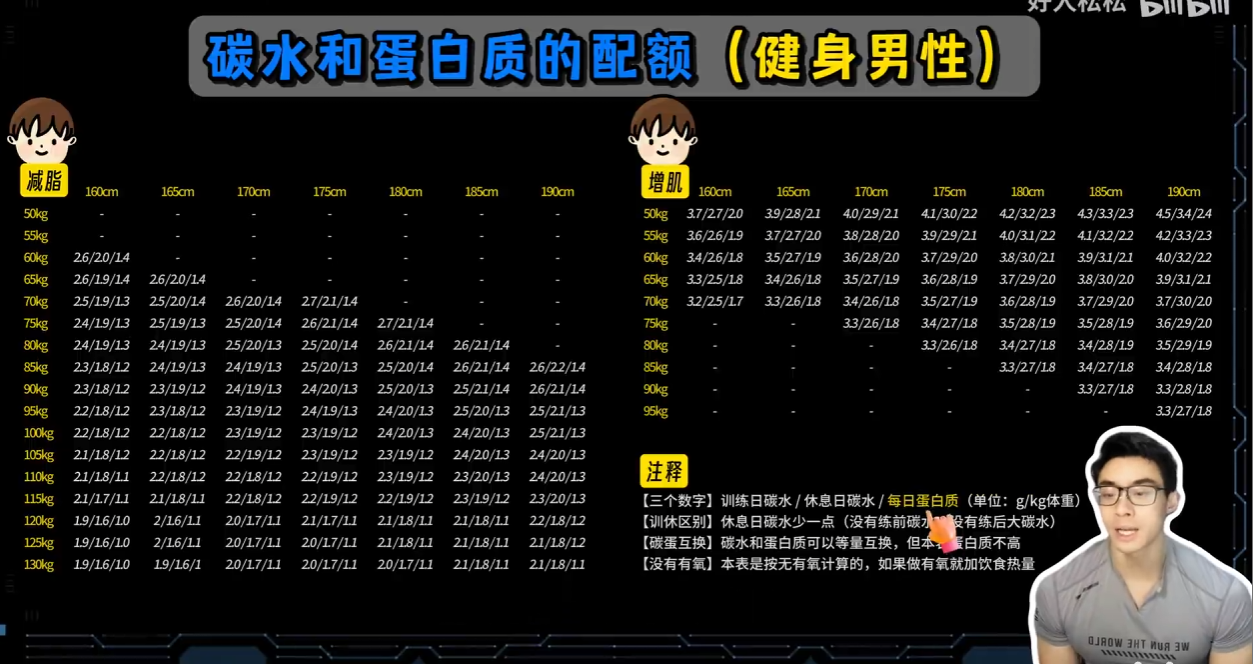 好人松松 bilibili
碳水和蛋白质的配额（健身男性）
减脂
160cm 165cm 170cm 175cm 180cm 185cm 190cm
50kg - - - - - - -
55kg - - - - - - -
60kg 2.6/2.0/1.4 - - - - - -
65kg 2.6/1.9/1.4 2.6/2.0/1.4 - - - - -
70kg 2.5/1.9/1.3 2.5/2.0/1.4 2.6/2.0/1.4 2.7/2.1/1.4 - - -
75kg 2.4/1.9/1.3 2.5/1.9/1.3 2.5/2.0/1.4 2.6/2.1/1.4 2.7/2.1/1.4 - -
80kg 2.4/1.9/1.3 2.4/1.9/1.3 2.5/2.0/1.3 2.5/2.0/1.4 2.6/2.1/1.4 2.6/2.1/1.4 -
85kg 2.3/1.8/1.2 2.4/1.9/1.3 2.4/1.9/1.3 2.5/2.0/1.3 2.5/2.0/1.4 2.6/2.1/1.4 2.6/2.2/1.4
90kg 2.3/1.8/1.2 2.3/1.9/1.2 2.4/1.9/1.3 2.4/2.0/1.3 2.5/2.0/1.3 2.5/2.1/1.4 2.6/2.1/1.4
95kg 2.2/1.8/1.2 2.3/1.8/1.2 2.3/1.9/1.2 2.4/1.9/1.3 2.4/2.0/1.3 2.5/2.0/1.3 2.5/2.1/1.3
100kg 2.2/1.8/1.2 2.2/1.8/1.2 2.3/1.9/1.2 2.3/1.9/1.2 2.4/2.0/1.3 2.4/2.0/1.3 2.5/2.1/1.3
105kg 2.1/1.8/1.2 2.2/1.8/1.2 2.2/1.8/1.2 2.3/1.9/1.2 2.3/1.9/1.2 2.4/2.0/1.3 2.4/2.0/1.3
110kg 2.1/1.8/1.1 2.2/1.8/1.2 2.2/1.8/1.2 2.2/1.9/1.2 2.3/1.9/1.2 2.3/2.0/1.3 2.4/2.0/1.3
115kg 2.1/1.7/1.1 2.1/1.8/1.1 2.2/1.8/1.2 2.2/1.9/1.2 2.2/1.9/1.2 2.3/1.9/1.2 2.3/2.0/1.3
120kg 1.9/1.6/1.0 2/1.6/1.1 2.0/1.7/1.1 2.1/1.7/1.1 2.1/1.8/1.1 2.1/1.8/1.1 2.2/1.8/1.2
125kg 1.9/1.6/1.0 2/1.6/1.1 2.0/1.7/1.1 2.0/1.7/1.1 2.1/1.8/1.1 2.1/1.8/1.1 2.1/1.8/1.2
130kg 1.9/1.6/1.0 1.9/1.6/1 2.0/1.7/1.1 2.0/1.7/1.1 2.0/1.7/1.1 2.1/1.8/1.1 2.1/1.8/1.1
增肌
160cm 165cm 170cm 175cm 180cm 185cm 190cm
50kg 3.7/2.7/2.0 3.9/2.8/2.1 4.0/2.9/2.1 4.1/3.0/2.2 4.2/3.2/2.3 4.3/3.3/2.3 4.5/3.4/2.4
55kg 3.6/2.6/1.9 3.7/2.7/2.0 3.8/2.8/2.0 3.9/2.9/2.1 4.0/3.1/2.2 4.1/3.2/2.2 4.2/3.3/2.3
60kg 3.4/2.6/1.8 3.5/2.7/1.9 3.6/2.8/2.0 3.7/2.9/2.0 3.8/3.0/2.1 3.9/3.1/2.1 4.0/3.2/2.2
65kg 3.3/2.5/1.8 3.4/2.6/1.8 3.5/2.7/1.9 3.6/2.8/1.9 3.7/2.9/2.0 3.8/3.0/2.0 3.9/3.1/2.1
70kg 3.2/2.5/1.7 3.3/2.6/1.8 3.4/2.6/1.8 3.5/2.7/1.9 3.6/2.8/1.9 3.7/2.9/2.0 3.7/3.0/2.0
75kg - - 3.3/2.6/1.8 3.4/2.7/1.8 3.5/2.8/1.9 3.5/2.8/1.9 3.6/2.9/2.0
80kg - - - 3.3/2.6/1.8 3.4/2.7/1.8 3.4/2.8/1.9 3.5/2.9/1.9
85kg - - - - 3.3/2.7/1.8 3.4/2.7/1.8 3.4/2.8/1.8
90kg - - - - - 3.3/2.7/1.8 3.3/2.8/1.8
95kg - - - - - - 3.3/2.7/1.8
注释
【三个数字】训练日碳水 / 休息日碳水 / 每日蛋白质（单位：g/kg体重）
【训休区别】休息日碳水少一点（没有练前碳水 没有练后大碳水）
【碳蛋互换】碳水和蛋白质可以等量互换，但本表蛋白质不高
【没有有氧】本表是按无有氧计算的，如果做有氧就加饮食热量
WE RUN THE WORLD